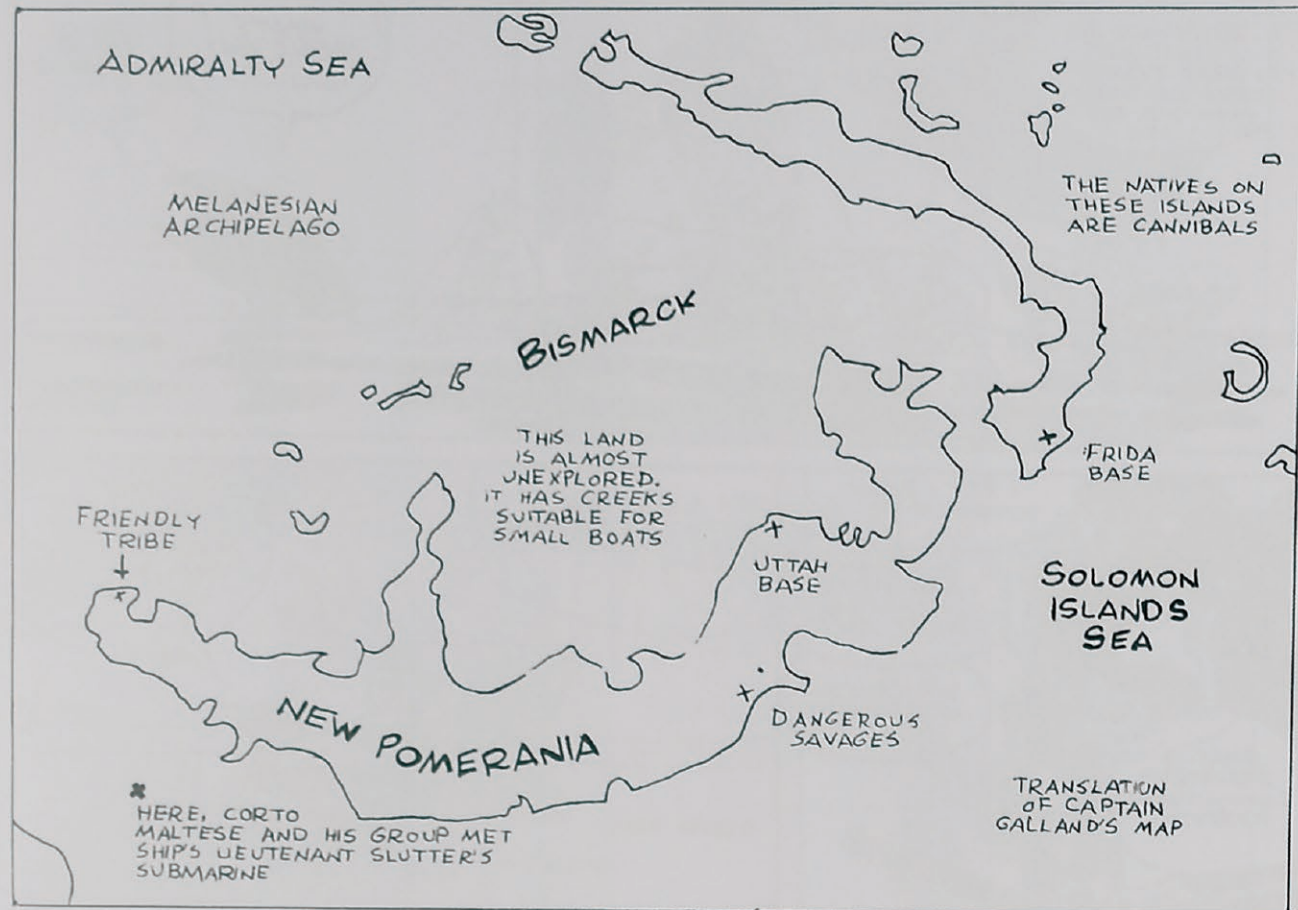 ADMIRALTY SEA
MELANESIAN
ARCHIPELAGO
THE NATIVES ON
THESE ISLANDS
ARE CANNIBALS
BISMARCK
THIS LAND
IS ALMOST
UNEXPLORED.
IT HAS CREEKS
SUITABLE FOR
SMALL BOATS
FRIDA
BASE
FRIENDLY
TRIBE
UTTAH
BASE
SOLOMON
ISLANDS
SEA
NEW POMERANIA
DANGEROUS
SAVAGES
HERE, CORTO
MALTESE AND HIS GROUP MET
SHIP'S LIEUTENANT SLUTTER'S
SUBMARINE
TRANSLATION
OF CAPTAIN
GALLAND'S MAP